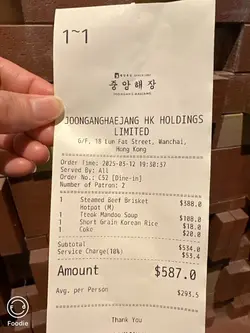 1~1
중앙해장
JOONGANGHAEJANG HK HOLDINGS
LIMITED
G/F, 18 Lun Fat Street, Wanchai,
Hong Kong
Order Time: 2025-03-12 19:50:37
Served By: All
Order No.: C52 [Dine-in]
Number of Patron: 2
1 Steamed Beef Brisket $388.0
Hotpot (M)
1 Tteok Mandoo Soup $108.0
1 Short Grain Korean Rice $18.0
1 Coke $20.0
Subtotal $534.0
Service Charge(10%) $53.4
Amount $587.0
Avg. per Person $293.5
Thank You
Foodie